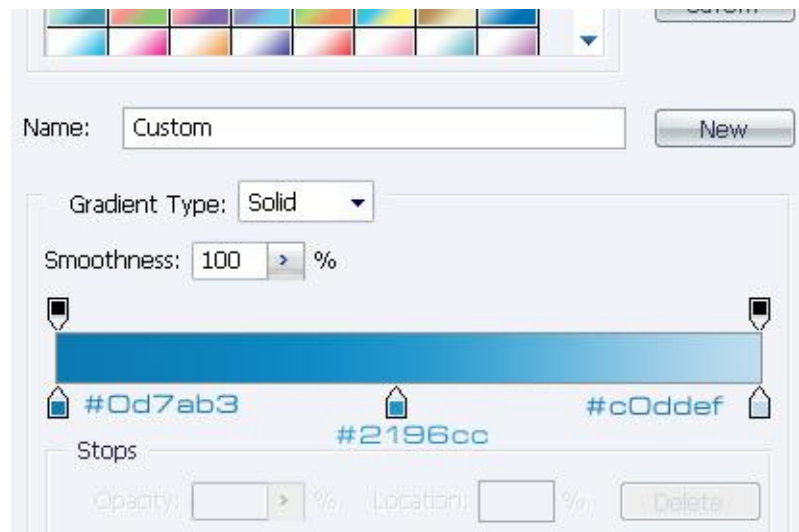 Name: Custom New
Gradient Type: Solid
Smoothness: 100 %
#0d7ab3 #c0ddef
#2196cc
Stops
Opacity: % Location: % Delete